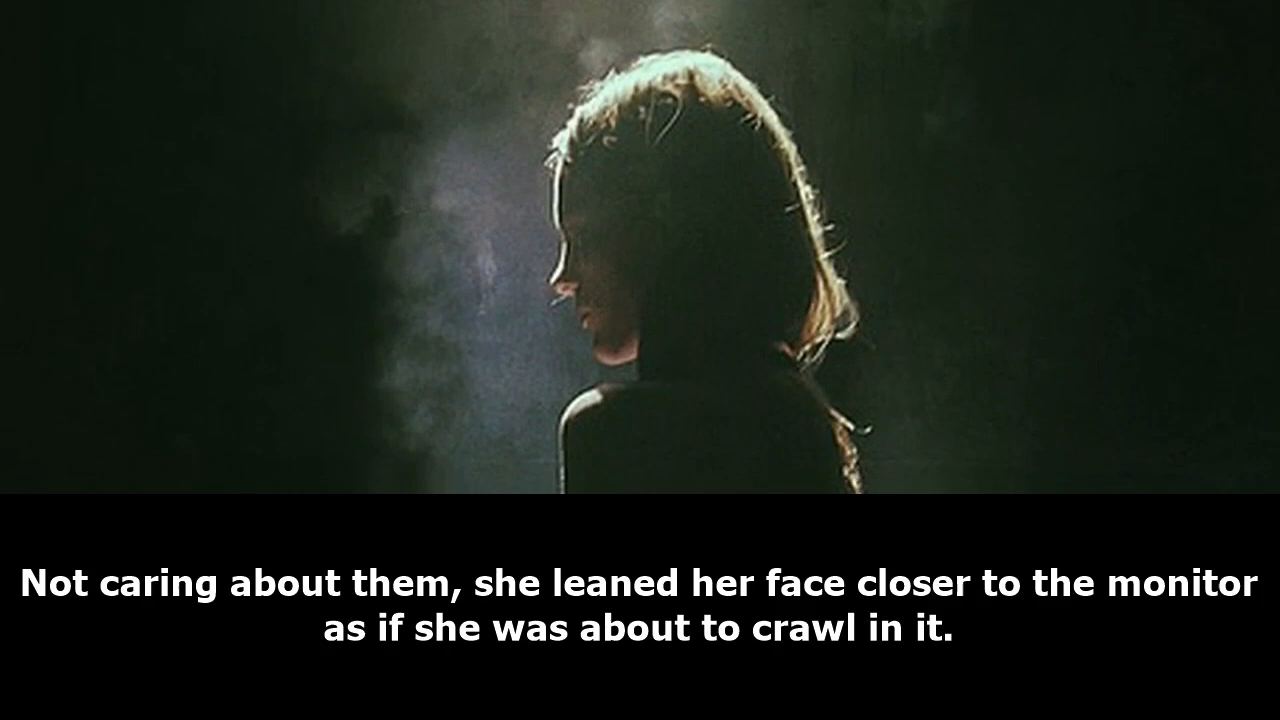 Not caring about them, she leaned her face closer to the monitor
as if she was about to crawl in it.